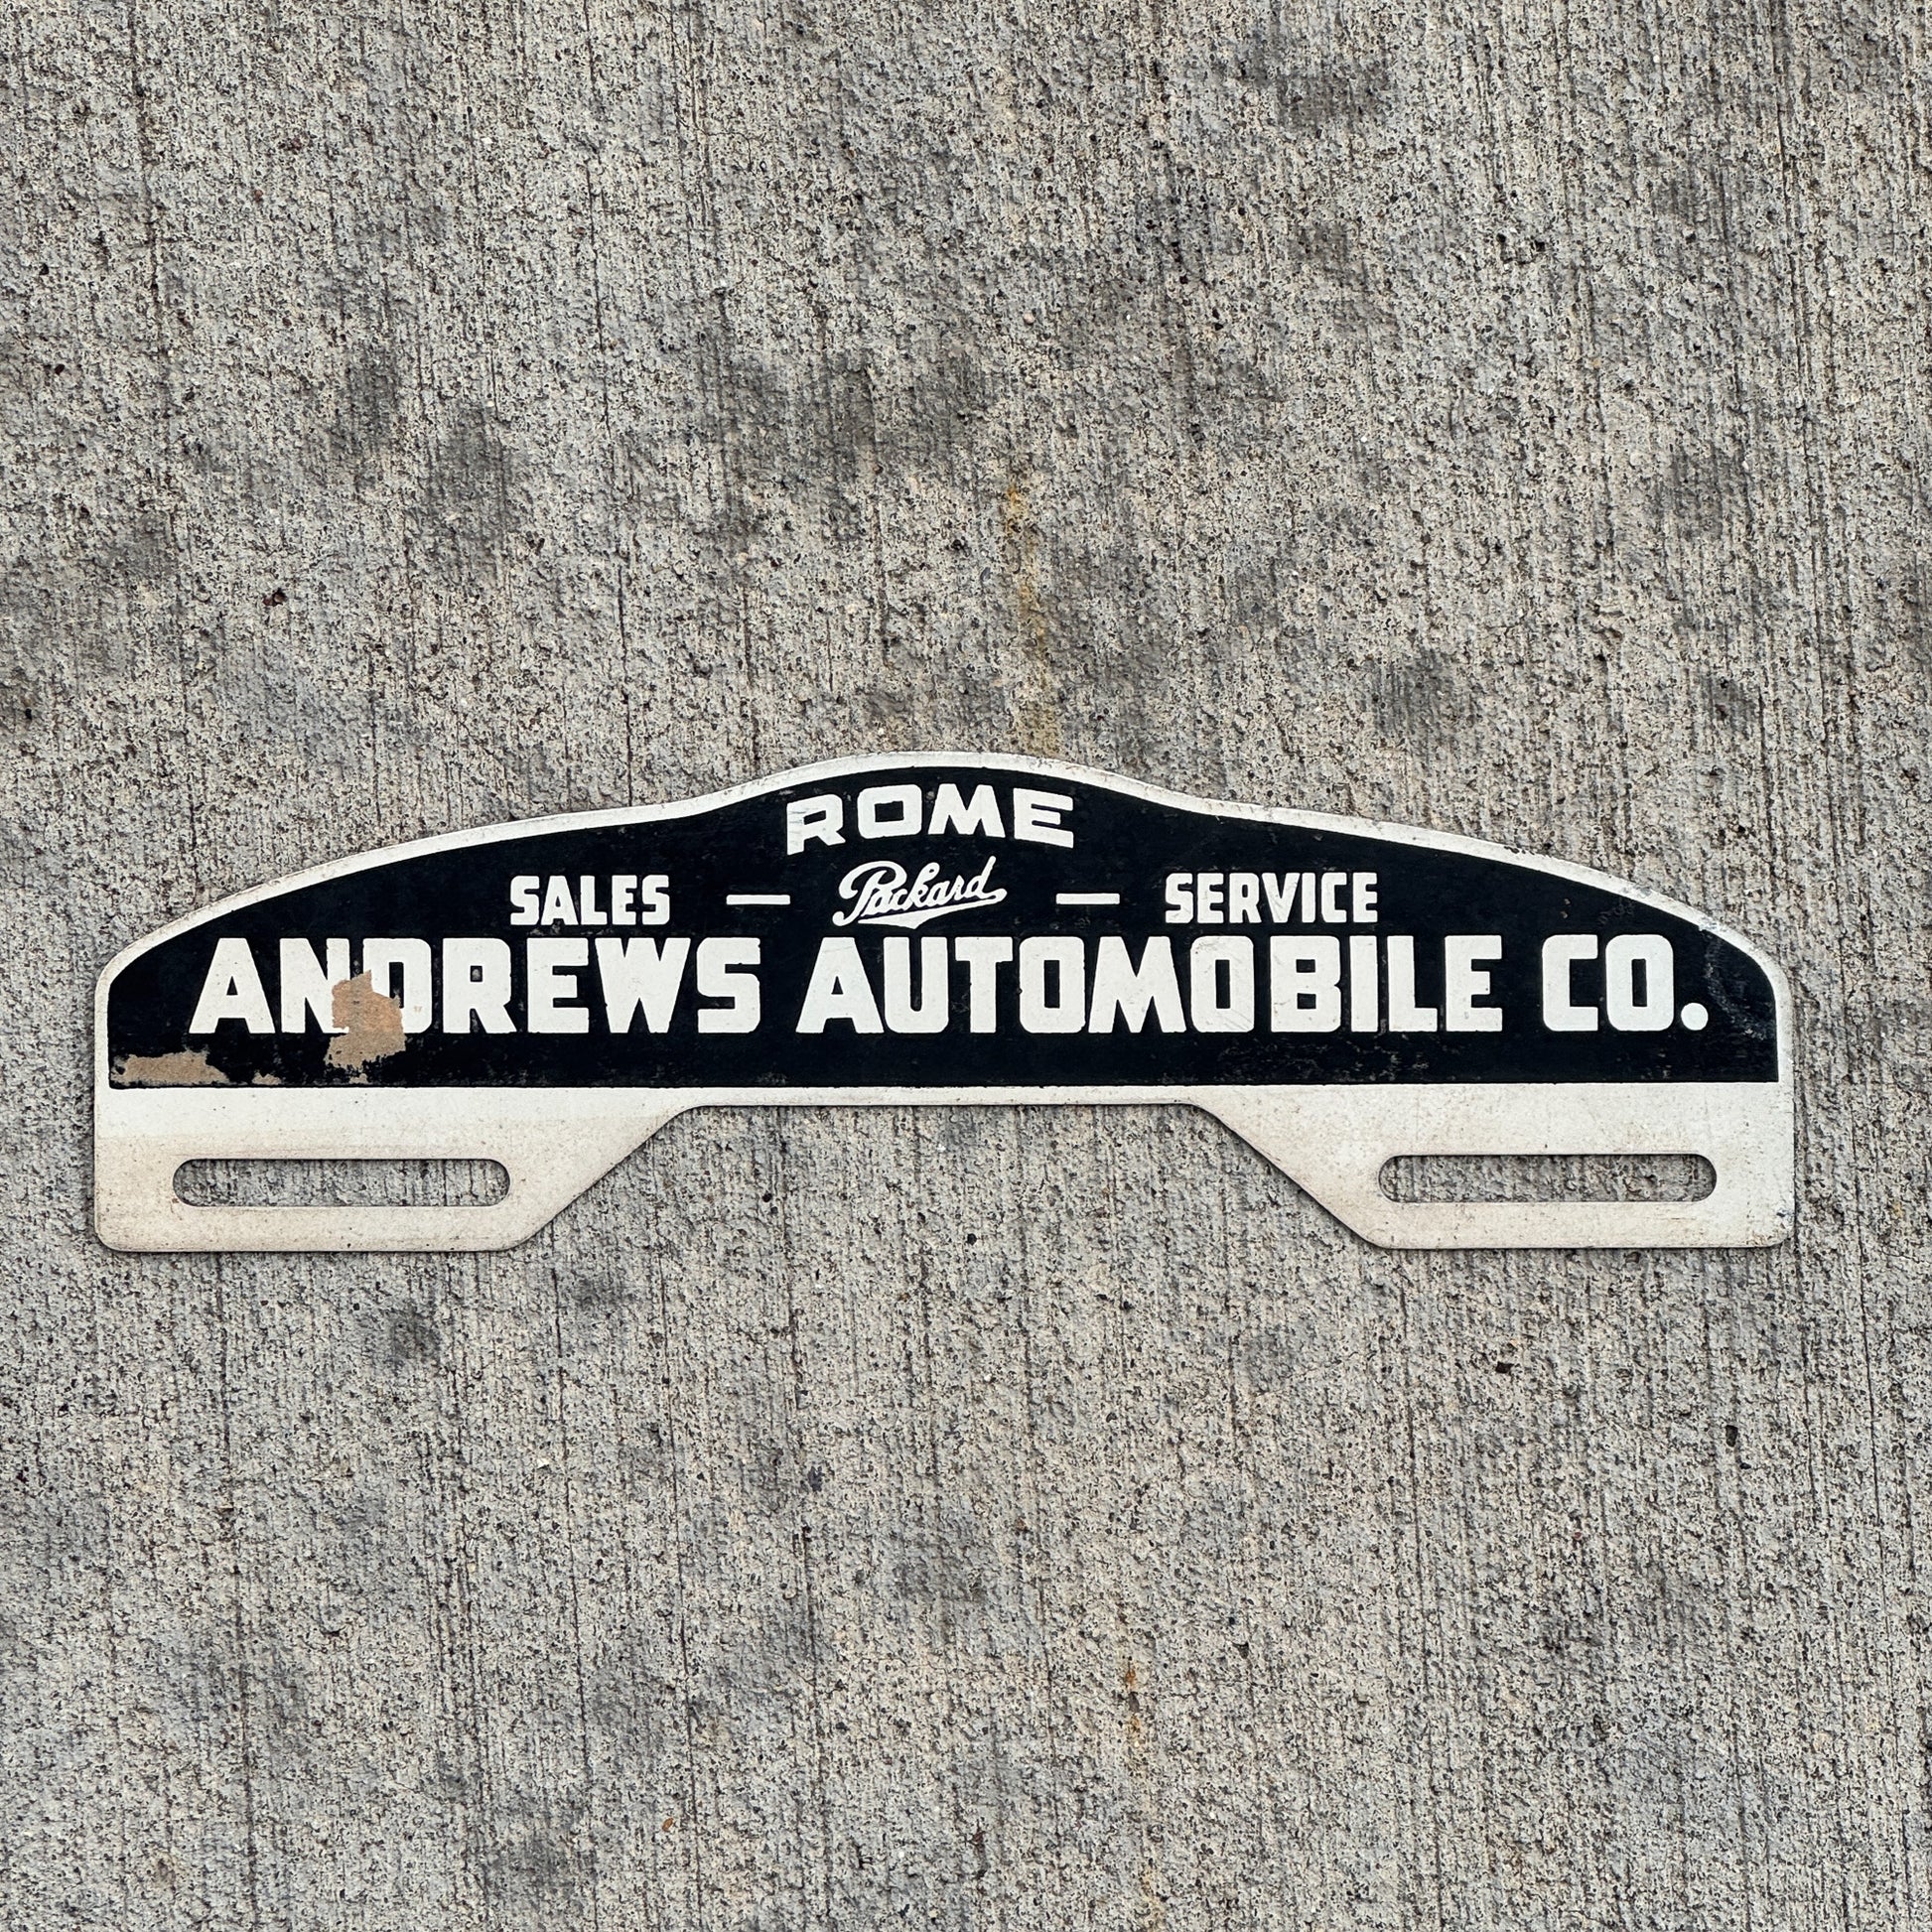 ROME
SALES — Packard — SERVICE
ANDREWS AUTOMOBILE CO.